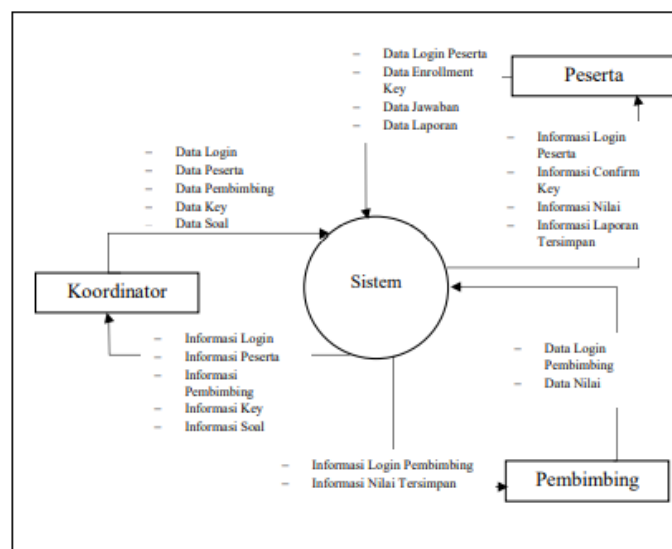 – Data Login Peserta
– Data Enrollment
Key
– Data Jawaban
– Data Laporan
Peserta
– Informasi Login
Peserta
– Informasi Confirm
Key
– Informasi Nilai
– Informasi Laporan
Tersimpan
– Data Login
– Data Peserta
– Data Pembimbing
– Data Key
– Data Soal
Sistem
Koordinator
– Informasi Login
– Informasi Peserta
– Informasi
Pembimbing
– Informasi Key
– Informasi Soal
– Data Login
Pembimbing
– Data Nilai
– Informasi Login Pembimbing
– Informasi Nilai Tersimpan
Pembimbing